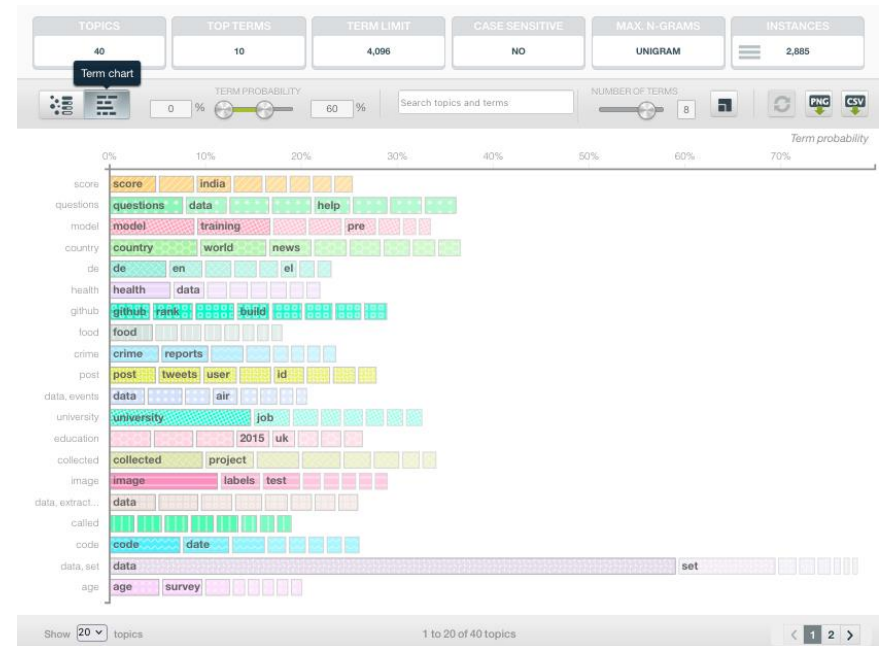 TOPICS TOP TERMS TERM LIMIT CASE SENSITIVE MAX. N-GRAMS INSTANCES
40 10 4,096 NO UNIGRAM 2,885
Term chart
TERM PROBABILITY NUMBER OF TERMS
0 % 60 % Search topics and terms 8 PNG CSV
Term probability
0% 10% 20% 30% 40% 50% 60% 70%
score score india
questions questions data help
model model training pre
country country world news
de de en el
health health data
github github rank build
food food
crime crime reports
post post tweets user id
data, events data air
university university job
education 2015 uk
collected collected project
image image labels test
data, extract... data
called
code code date
data, set data set
age age survey
Show 20 topics 1 to 20 of 40 topics 1 2